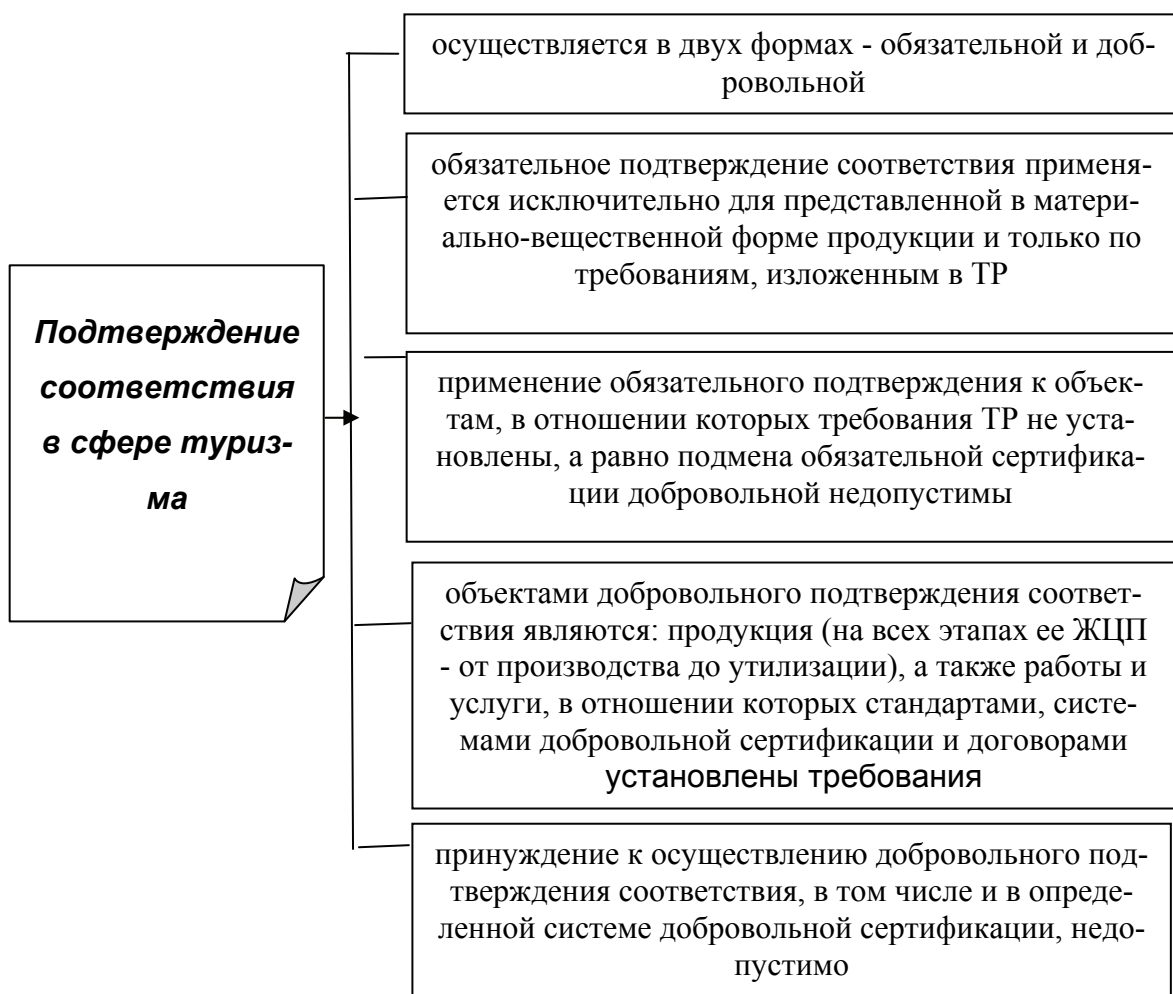 осуществляется в двух формах - обязательной и доб-
ровольной
обязательное подтверждение соответствия применя-
ется исключительно для представленной в матери-
ально-вещественной форме продукции и только по
требованиям, изложенным в ТР
Подтверждение
соответствия
в сфере туриз-
ма
применение обязательного подтверждения к объек-
там, в отношении которых требования ТР не уста-
новлены, а равно подмена обязательной сертифика-
ции добровольной недопустимы
объектами добровольного подтверждения соответ-
ствия являются: продукция (на всех этапах ее ЖЦП
- от производства до утилизации), а также работы и
услуги, в отношении которых стандартами, систе-
мами добровольной сертификации и договорами
установлены требования
принуждение к осуществлению добровольного под-
тверждения соответствия, в том числе и в опреде-
ленной системе добровольной сертификации, недо-
пустимо